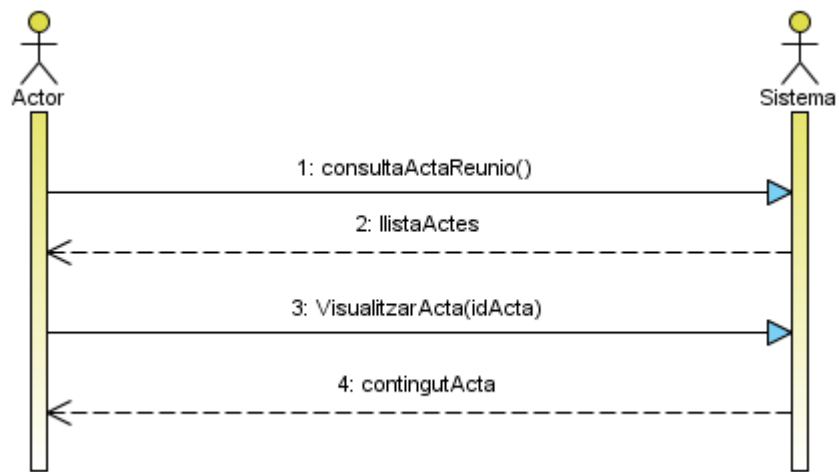 Actor
Sistema
1: consultaActaReunio()
2: llistaActes
3: VisualitzarActa(idActa)
4: contingutActa